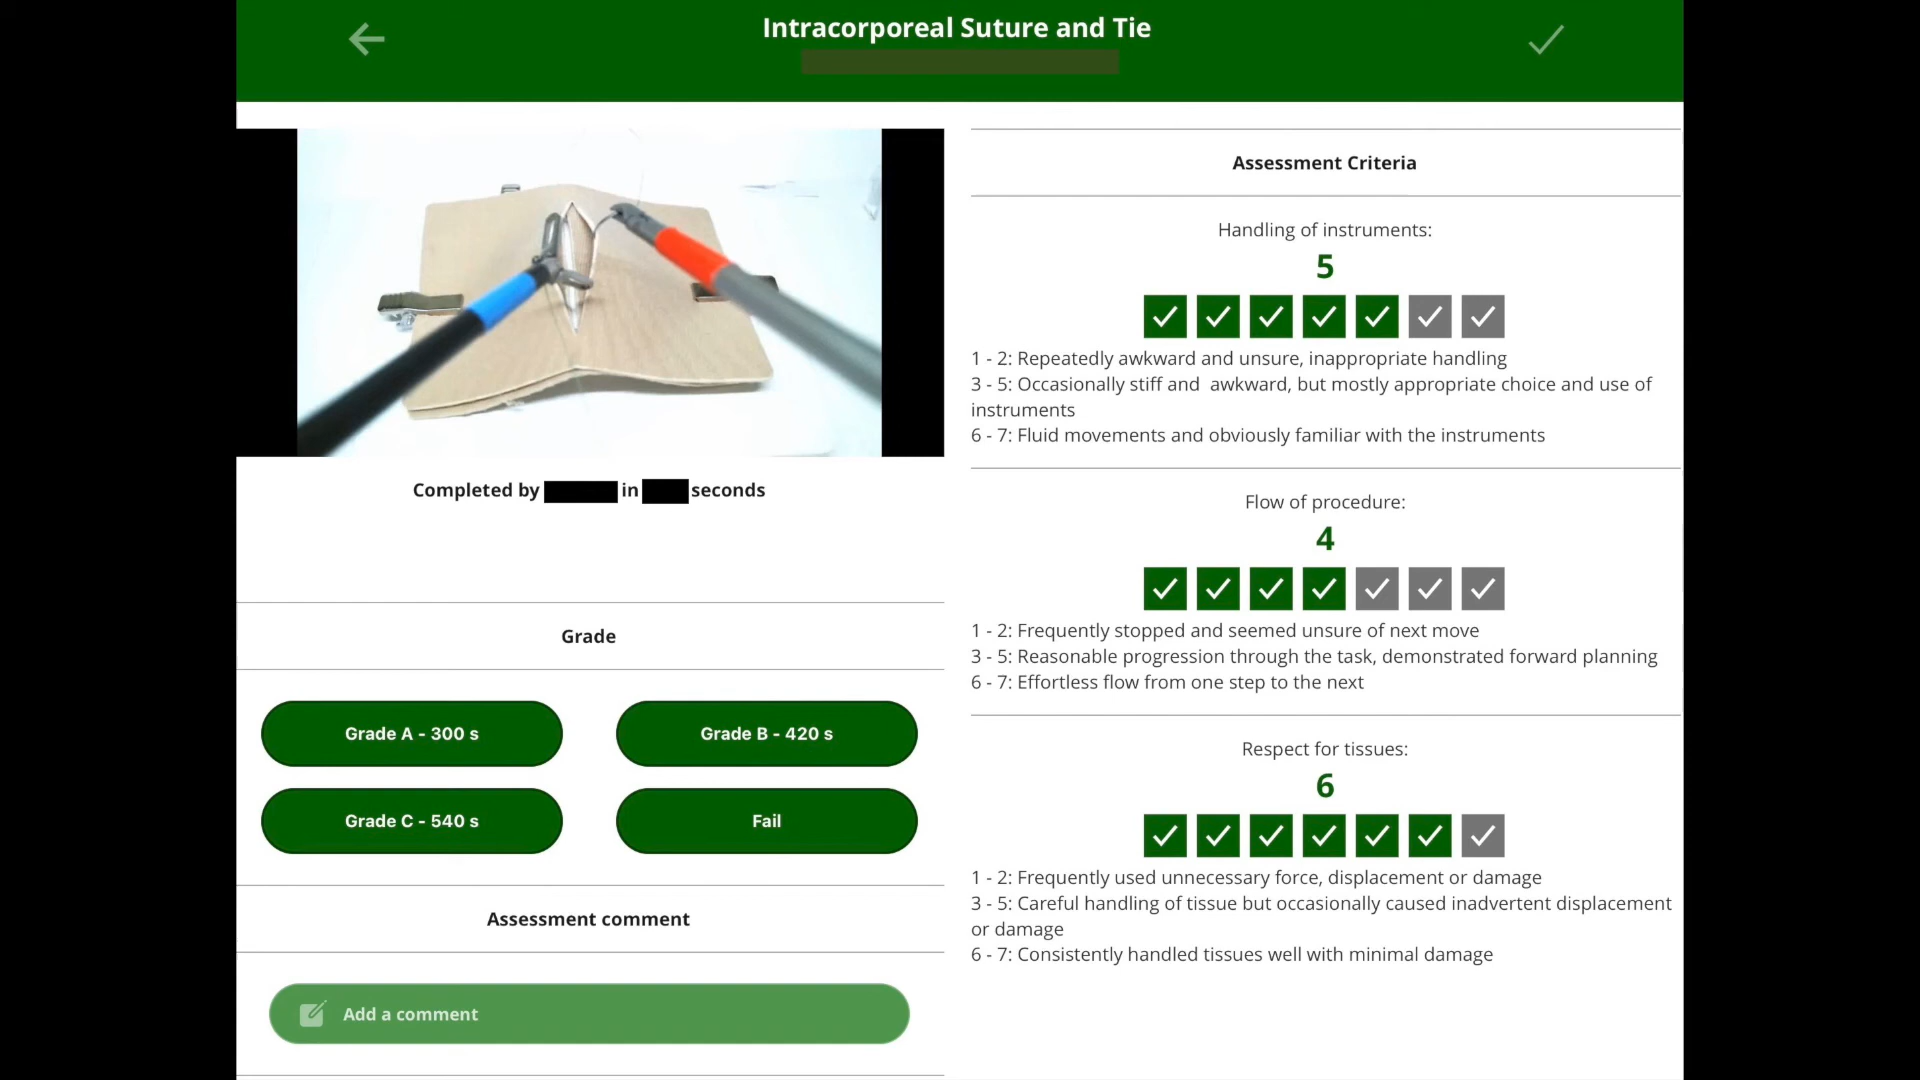 Intracorporeal Suture and Tie
Completed by in seconds
Grade
Grade A - 300 s
Grade B - 420 s
Grade C - 540 s
Fail
Assessment comment
Add a comment
Assessment Criteria
Handling of instruments:
5
1 - 2: Repeatedly awkward and unsure, inappropriate handling
3 - 5: Occasionally stiff and awkward, but mostly appropriate choice and use of
instruments
6 - 7: Fluid movements and obviously familiar with the instruments
Flow of procedure:
4
1 - 2: Frequently stopped and seemed unsure of next move
3 - 5: Reasonable progression through the task, demonstrated forward planning
6 - 7: Effortless flow from one step to the next
Respect for tissues:
6
1 - 2: Frequently used unnecessary force, displacement or damage
3 - 5: Careful handling of tissue but occasionally caused inadvertent displacement
or damage
6 - 7: Consistently handled tissues well with minimal damage